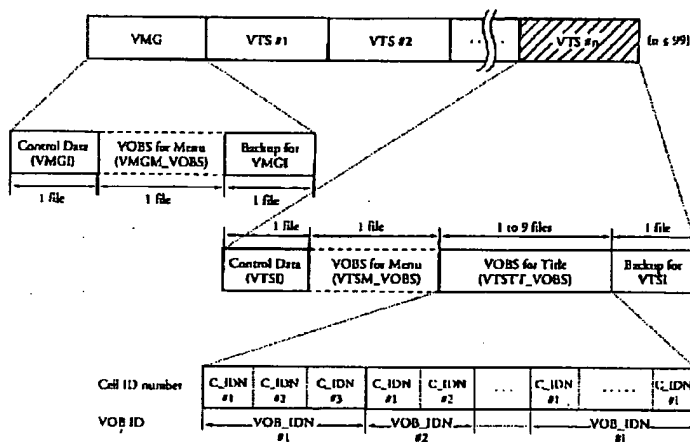 VMG VTS #1 VTS #2 ..... VTS #n (n ≤ 99)
Control Data (VMGI) VOBS for Menu (VMGM_VOBS) Backup for VMGI
1 file 1 file 1 file
1 file 1 file 1 to 9 files 1 file
Control Data (VTSI) VOBS for Menu (VTSM_VOBS) VOBS for Title (VTSTT_VOBS) Backup for VTSI
Cell ID number C_IDN #1 C_IDN #2 C_IDN #3 C_IDN #1 C_IDN #2 ... C_IDN #1 ..... C_IDN #1
VOB ID VOB_IDN #1 VOB_IDN #2 VOB_IDN #1